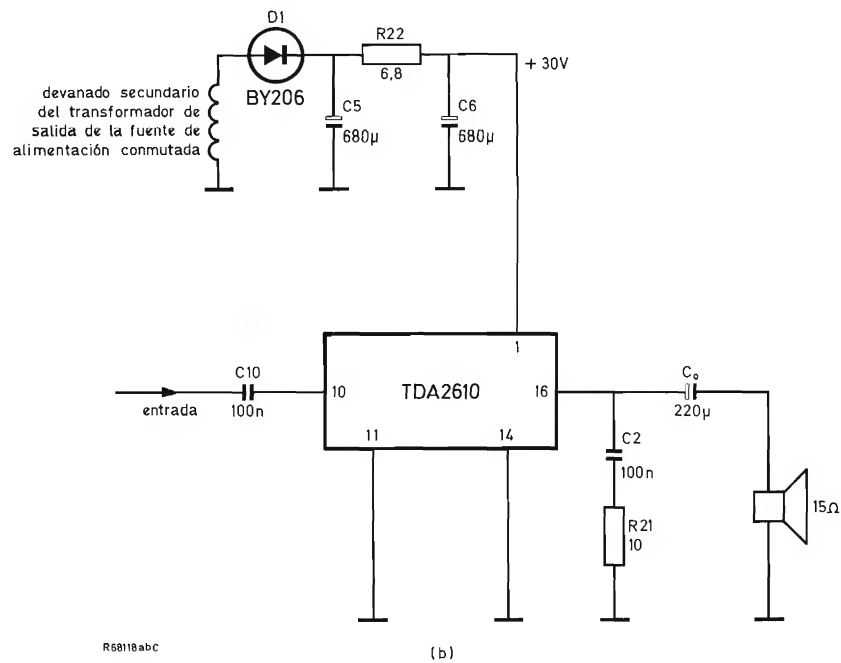 D1
BY206
R22
6,8
+ 30V
devanado secundario
del transformador de
salida de la fuente de
alimentación conmutada
C5
680µ
C6
680µ
1
C10
100n
entrada
10
TDA2610
16
11
14
Co
220µ
C2
100n
R21
10
15Ω
R68118abC
(b)